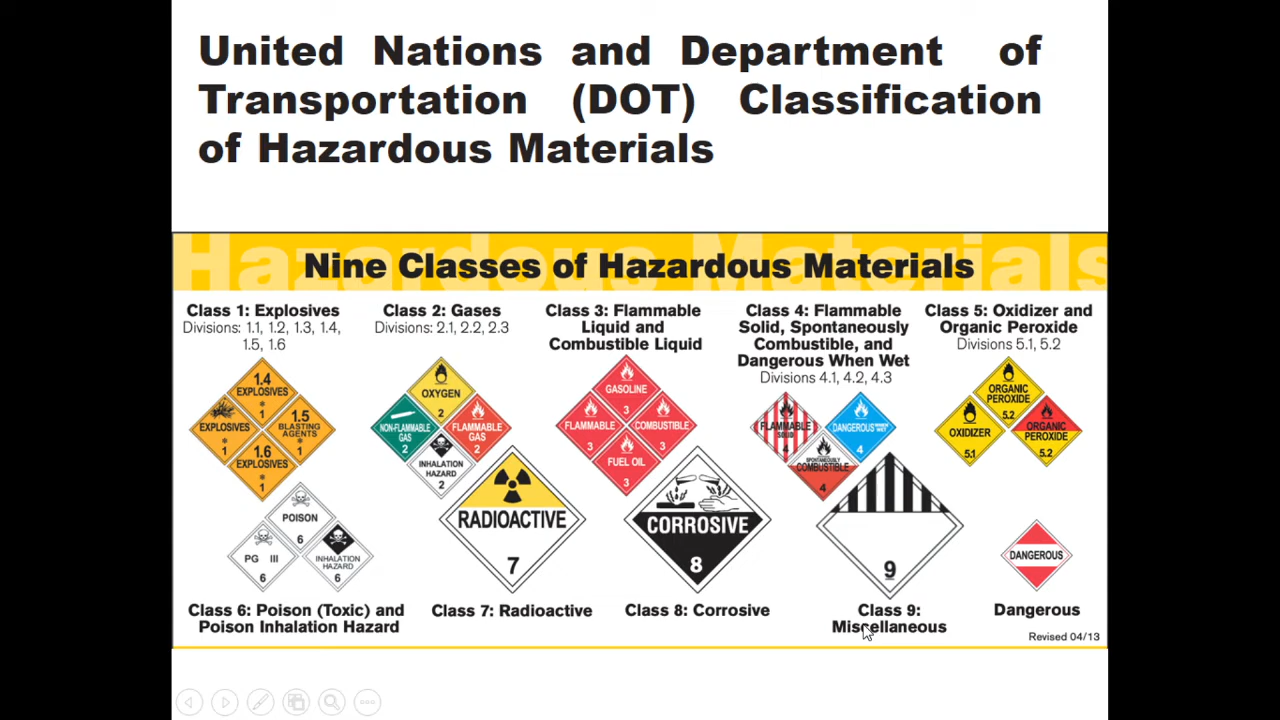 United Nations and Department of
Transportation (DOT) Classification
of Hazardous Materials
Hazardous Materials
Nine Classes of Hazardous Materials
Class 1: Explosives
Divisions: 1.1, 1.2, 1.3, 1.4,
1.5, 1.6
1.4
EXPLOSIVES
*
1
EXPLOSIVES
*
1
1.5
BLASTING
AGENTS
*
1
1.6
EXPLOSIVES
*
1
Class 2: Gases
Divisions: 2.1, 2.2, 2.3
OXYGEN
2
NON-FLAMMABLE
GAS
2
FLAMMABLE
GAS
2
INHALATION
HAZARD
2
Class 3: Flammable
Liquid and
Combustible Liquid
GASOLINE
3
FLAMMABLE
3
COMBUSTIBLE
3
FUEL OIL
3
Class 4: Flammable
Solid, Spontaneously
Combustible, and
Dangerous When Wet
Divisions 4.1, 4.2, 4.3
FLAMMABLE
SOLID
4
DANGEROUS
4
SPONTANEOUSLY
COMBUSTIBLE
4
Class 5: Oxidizer and
Organic Peroxide
Divisions 5.1, 5.2
ORGANIC
PEROXIDE
5.2
OXIDIZER
5.1
ORGANIC
PEROXIDE
5.2
POISON
6
PG III
6
INHALATION
HAZARD
6
Class 6: Poison (Toxic) and
Poison Inhalation Hazard
RADIOACTIVE
7
Class 7: Radioactive
CORROSIVE
8
Class 8: Corrosive
9
Class 9:
Miscellaneous
DANGEROUS
Dangerous
Revised 04/13